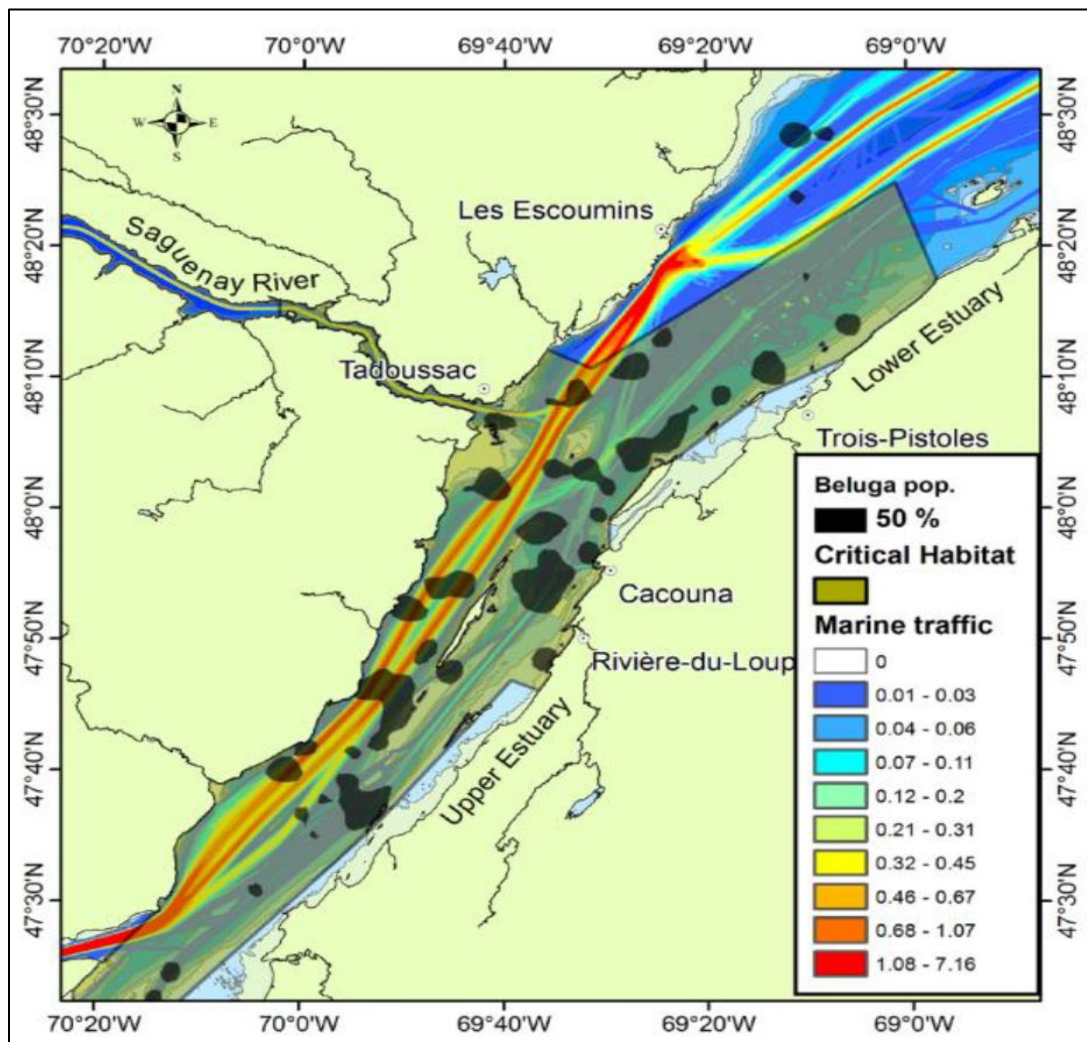 70°20'W 70°0'W 69°40'W 69°20'W 69°0'W
48°30'N 48°30'N
N
W E
S
Les Escoumins
48°20'N 48°20'N
Saguenay River
Lower Estuary
48°10'N 48°10'N
Tadoussac
Trois-Pistoles
48°0'N 48°0'N
Cacouna
47°50'N 47°50'N
Rivière-du-Loup
Upper Estuary
47°40'N 47°40'N
47°30'N 47°30'N
Beluga pop.
50 %
Critical Habitat
Marine traffic
0
0.01 - 0.03
0.04 - 0.06
0.07 - 0.11
0.12 - 0.2
0.21 - 0.31
0.32 - 0.45
0.46 - 0.67
0.68 - 1.07
1.08 - 7.16
70°20'W 70°0'W 69°40'W 69°20'W 69°0'W